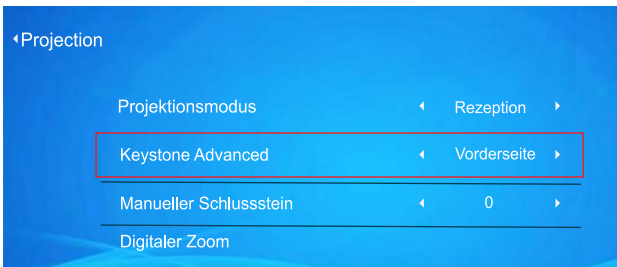 Projection
Projektionsmodus Rezeption
Keystone Advanced Vorderseite
Manueller Schlussstein 0
Digitaler Zoom